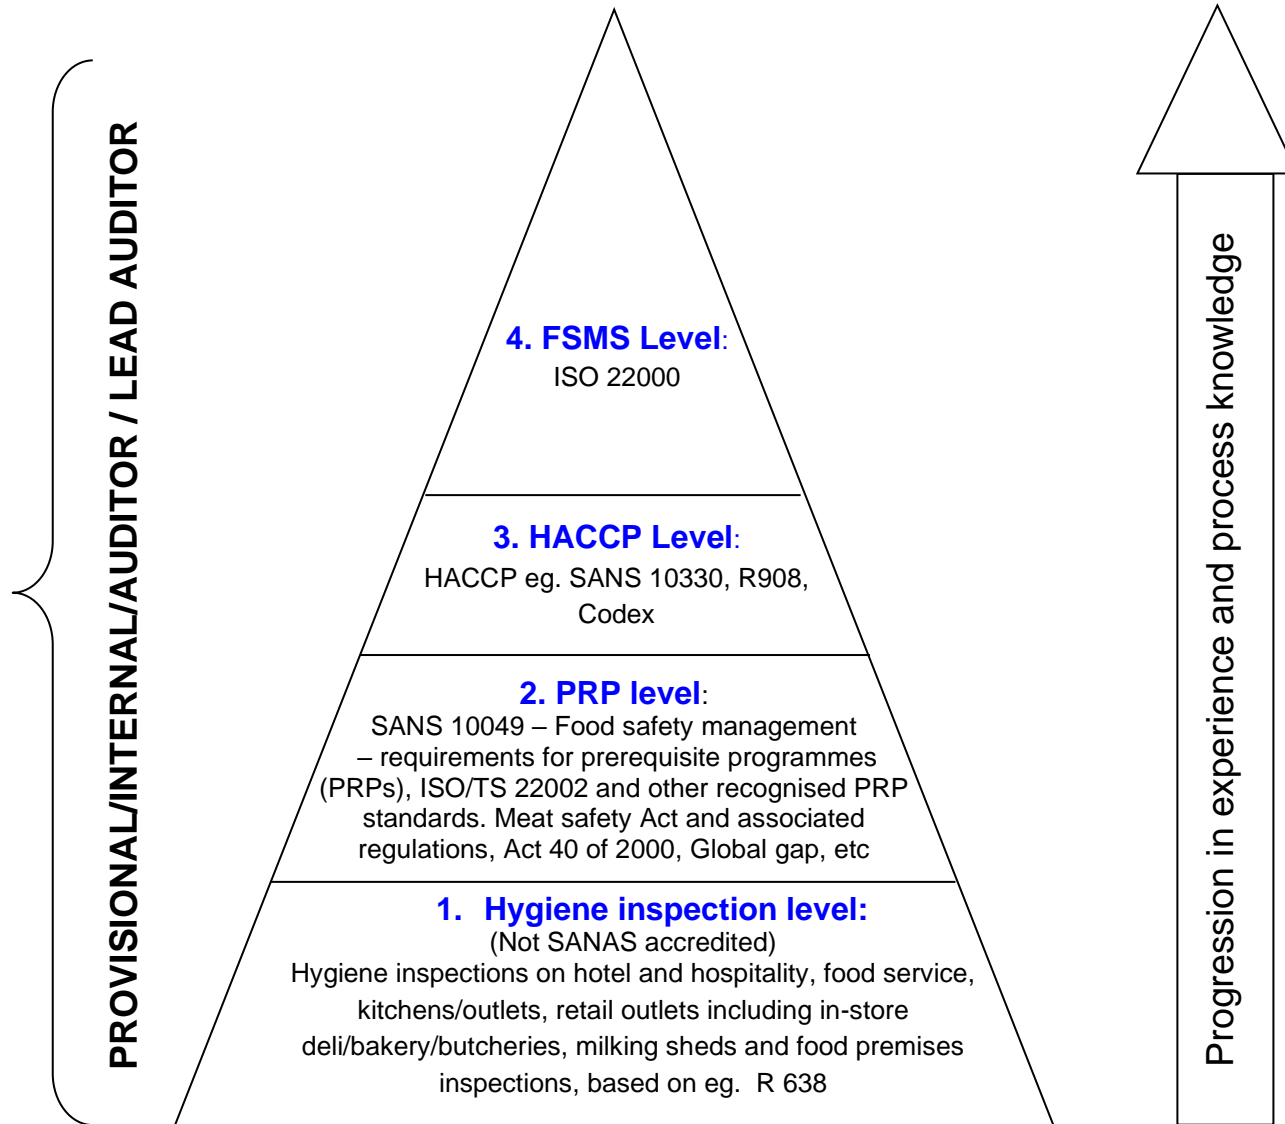 PROVISIONAL/INTERNAL/AUDITOR / LEAD AUDITOR
4. FSMS Level:
ISO 22000
3. HACCP Level:
HACCP eg. SANS 10330, R908,
Codex
2. PRP level:
SANS 10049 – Food safety management
– requirements for prerequisite programmes
(PRPs), ISO/TS 22002 and other recognised PRP
standards. Meat safety Act and associated
regulations, Act 40 of 2000, Global gap, etc
1. Hygiene inspection level:
(Not SANAS accredited)
Hygiene inspections on hotel and hospitality, food service,
kitchens/outlets, retail outlets including in-store
deli/bakery/butcheries, milking sheds and food premises
inspections, based on eg. R 638
Progression in experience and process knowledge